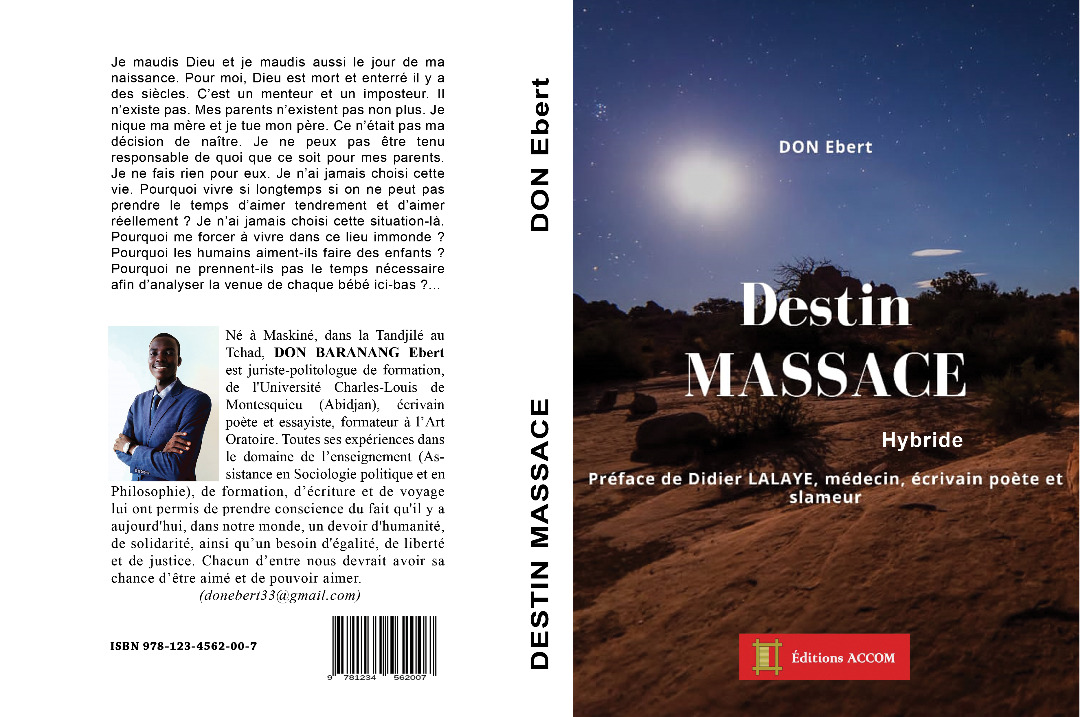 Je maudis Dieu et je maudis aussi le jour de ma
naissance. Pour moi, Dieu est mort et enterré il y a
des siècles. C’est un menteur et un imposteur. Il
n’existe pas. Mes parents n’existent pas non plus. Je
nique ma mère et je tue mon père. Ce n’était pas ma
décision de naître. Je ne peux pas être tenu
responsable de quoi que ce soit pour mes parents.
Je ne fais rien pour eux. Je n’ai jamais choisi cette
vie. Pourquoi vivre si longtemps si on ne peut pas
prendre le temps d’aimer tendrement et d’aimer
réellement ? Je n’ai jamais choisi cette situation-là.
Pourquoi me forcer à vivre dans ce lieu immonde ?
Pourquoi les humains aiment-ils faire des enfants ?
Pourquoi ne prennent-ils pas le temps nécessaire
afin d’analyser la venue de chaque bébé ici-bas ?...
Né à Maskiné, dans la Tandjilé au
Tchad, DON BARANANG Ebert
est juriste-politologue de formation,
de l'Université Charles-Louis de
Montesquieu (Abidjan), écrivain
poète et essayiste, formateur à l’Art
Oratoire. Toutes ses expériences dans
le domaine de l’enseignement (As-
sistance en Sociologie politique et en
Philosophie), de formation, d’écriture et de voyage
lui ont permis de prendre conscience du fait qu'il y a
aujourd'hui, dans notre monde, un devoir d'humanité,
de solidarité, ainsi qu’un besoin d'égalité, de liberté
et de justice. Chacun d’entre nous devrait avoir sa
chance d’être aimé et de pouvoir aimer.
(donebert33@gmail.com)
ISBN 978-123-4562-00-7
9 781234 562007
DON Ebert
DESTIN MASSACE
DON Ebert
Destin
MASSACE
Hybride
Préface de Didier LALAYE, médecin, écrivain poète et
slameur
Éditions ACCOM